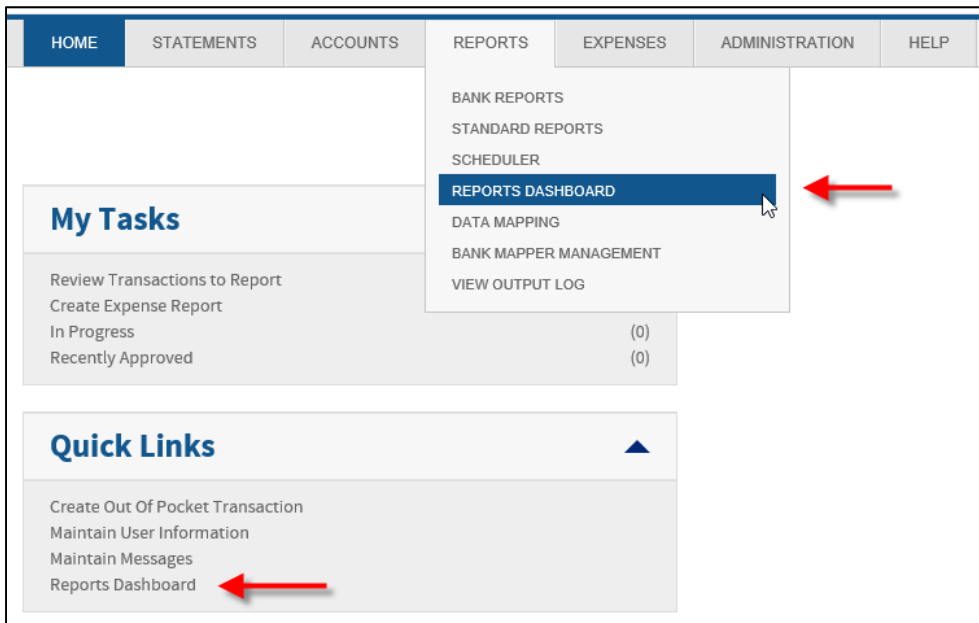 HOME STATEMENTS ACCOUNTS REPORTS EXPENSES ADMINISTRATION HELP
BANK REPORTS
STANDARD REPORTS
SCHEDULER
REPORTS DASHBOARD
DATA MAPPING
BANK MAPPER MANAGEMENT
VIEW OUTPUT LOG
My Tasks
Review Transactions to Report
Create Expense Report
In Progress (0)
Recently Approved (0)
Quick Links
Create Out Of Pocket Transaction
Maintain User Information
Maintain Messages
Reports Dashboard